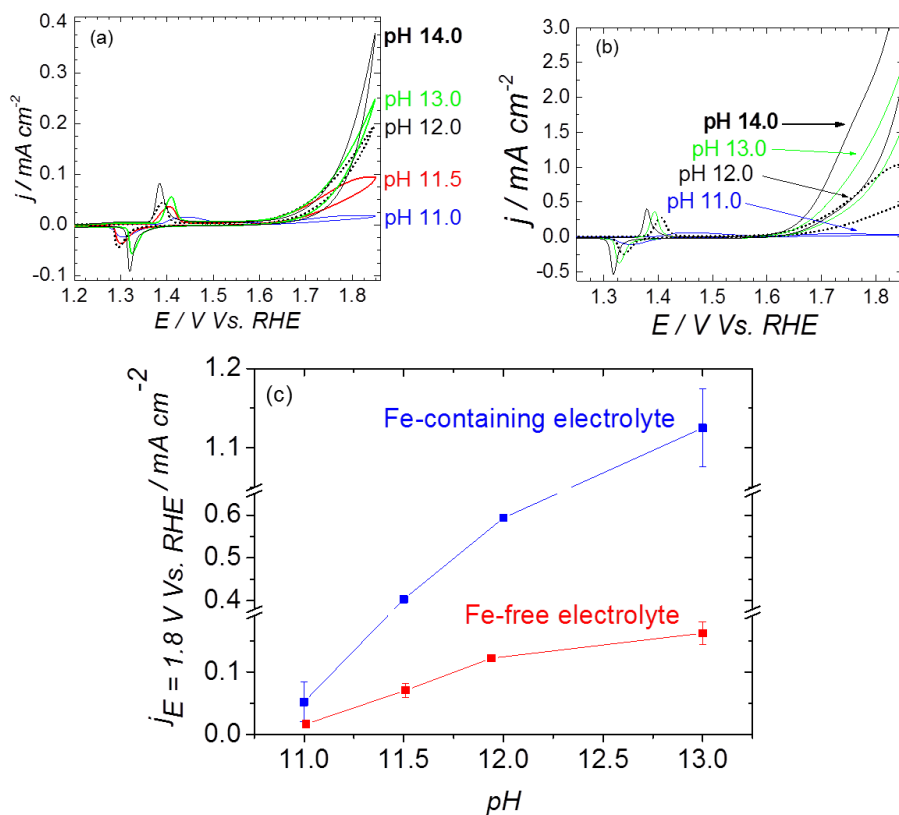 (a)
0.4
0.3
0.2
0.1
0.0
-0.1
j / mA cm-2
1.2 1.3 1.4 1.5 1.6 1.7 1.8
E / V Vs. RHE
pH 14.0
pH 13.0
pH 12.0
pH 11.5
pH 11.0
(b)
3.0
2.5
2.0
1.5
1.0
0.5
0.0
-0.5
j / mA cm-2
1.3 1.4 1.5 1.6 1.7 1.8
E / V Vs. RHE
pH 14.0
pH 13.0
pH 12.0
pH 11.0
(c)
1.2
1.1
0.6
0.5
0.4
0.1
0.0
jE = 1.8 V Vs. RHE / mA cm-2
Fe-containing electrolyte
Fe-free electrolyte
11.0 11.5 12.0 12.5 13.0
pH